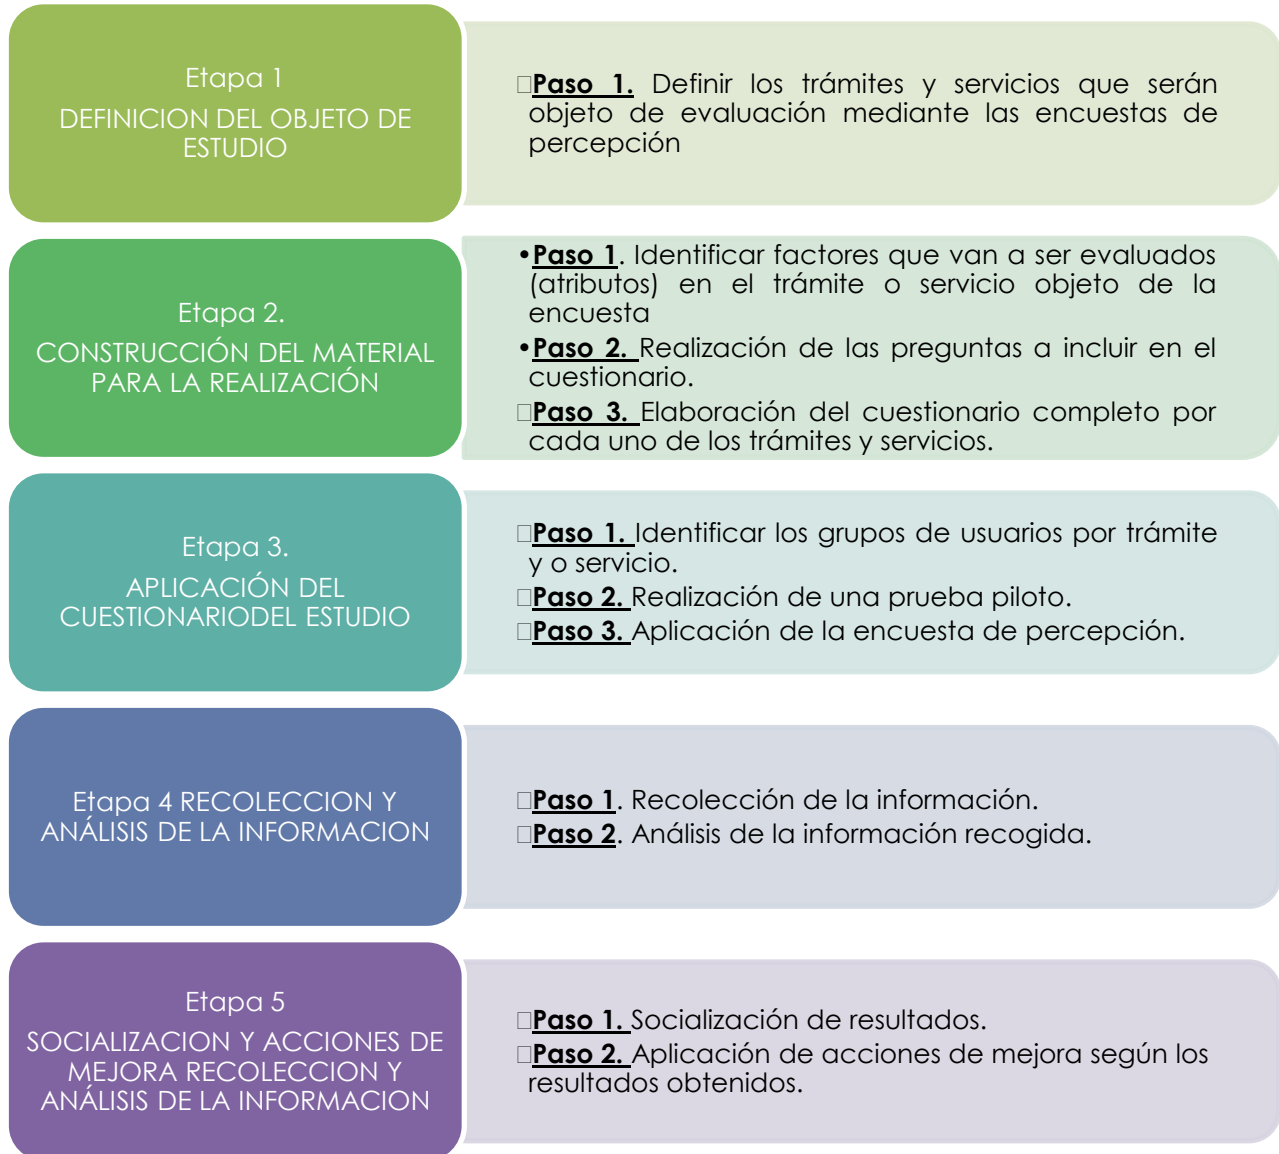 Etapa 1
DEFINICION DEL OBJETO DE
ESTUDIO
□Paso 1. Definir los trámites y servicios que serán
objeto de evaluación mediante las encuestas de
percepción
Etapa 2.
CONSTRUCCIÓN DEL MATERIAL
PARA LA REALIZACIÓN
•Paso 1. Identificar factores que van a ser evaluados
(atributos) en el trámite o servicio objeto de la
encuesta
•Paso 2. Realización de las preguntas a incluir en el
cuestionario.
□Paso 3. Elaboración del cuestionario completo por
cada uno de los trámites y servicios.
Etapa 3.
APLICACIÓN DEL
CUESTIONARIODEL ESTUDIO
□Paso 1. Identificar los grupos de usuarios por trámite
y o servicio.
□Paso 2. Realización de una prueba piloto.
□Paso 3. Aplicación de la encuesta de percepción.
Etapa 4 RECOLECCION Y
ANÁLISIS DE LA INFORMACION
□Paso 1. Recolección de la información.
□Paso 2. Análisis de la información recogida.
Etapa 5
SOCIALIZACION Y ACCIONES DE
MEJORA RECOLECCION Y
ANÁLISIS DE LA INFORMACION
□Paso 1. Socialización de resultados.
□Paso 2. Aplicación de acciones de mejora según los
resultados obtenidos.